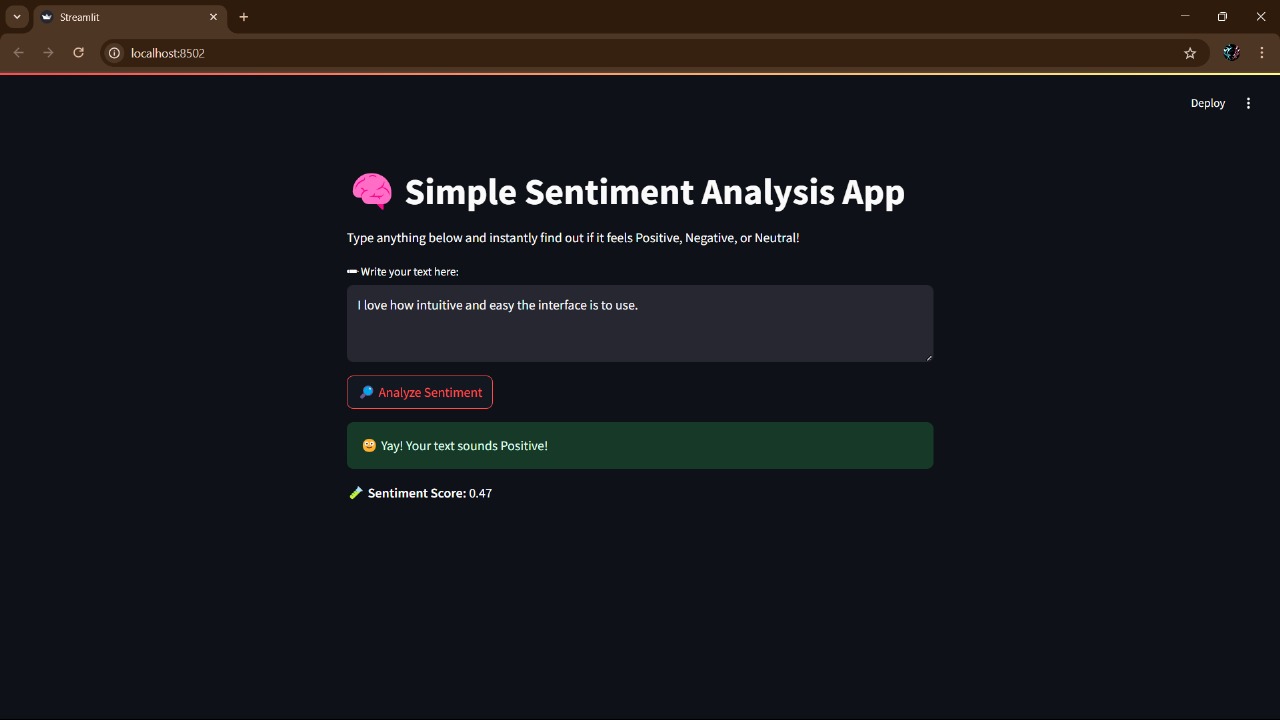 Streamlit
localhost:8502
Deploy
🧠 Simple Sentiment Analysis App
Type anything below and instantly find out if it feels Positive, Negative, or Neutral!
Write your text here:
I love how intuitive and easy the interface is to use.
🔎 Analyze Sentiment
😊 Yay! Your text sounds Positive!
🧪 Sentiment Score: 0.47